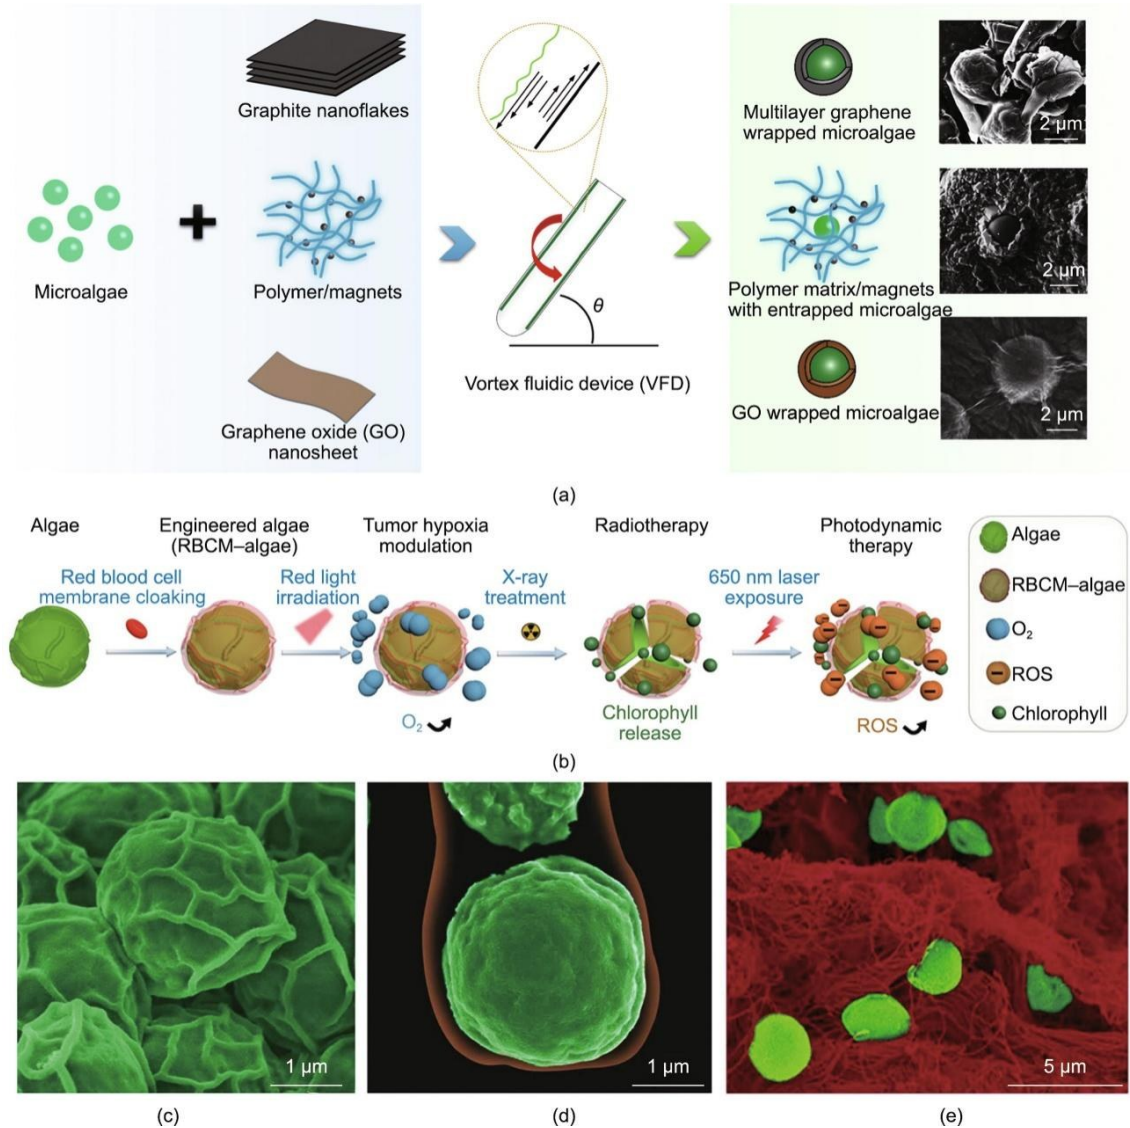 Graphite nanoflakes
Microalgae
Polymer/magnets
Graphene oxide (GO)
nanosheet
θ
Vortex fluidic device (VFD)
Multilayer graphene
wrapped microalgae
2 μm
Polymer matrix/magnets
with entrapped microalgae
2 μm
GO wrapped microalgae
2 μm
(a)
Algae
Engineered algae
(RBCM–algae)
Tumor hypoxia
modulation
Radiotherapy
Photodynamic
therapy
Red blood cell
membrane cloaking
Red light
irradiation
X-ray
treatment
650 nm laser
exposure
O₂
Chlorophyll
release
ROS
Algae
RBCM–algae
O₂
ROS
Chlorophyll
(b)
1 μm
1 μm
5 μm
(c)
(d)
(e)